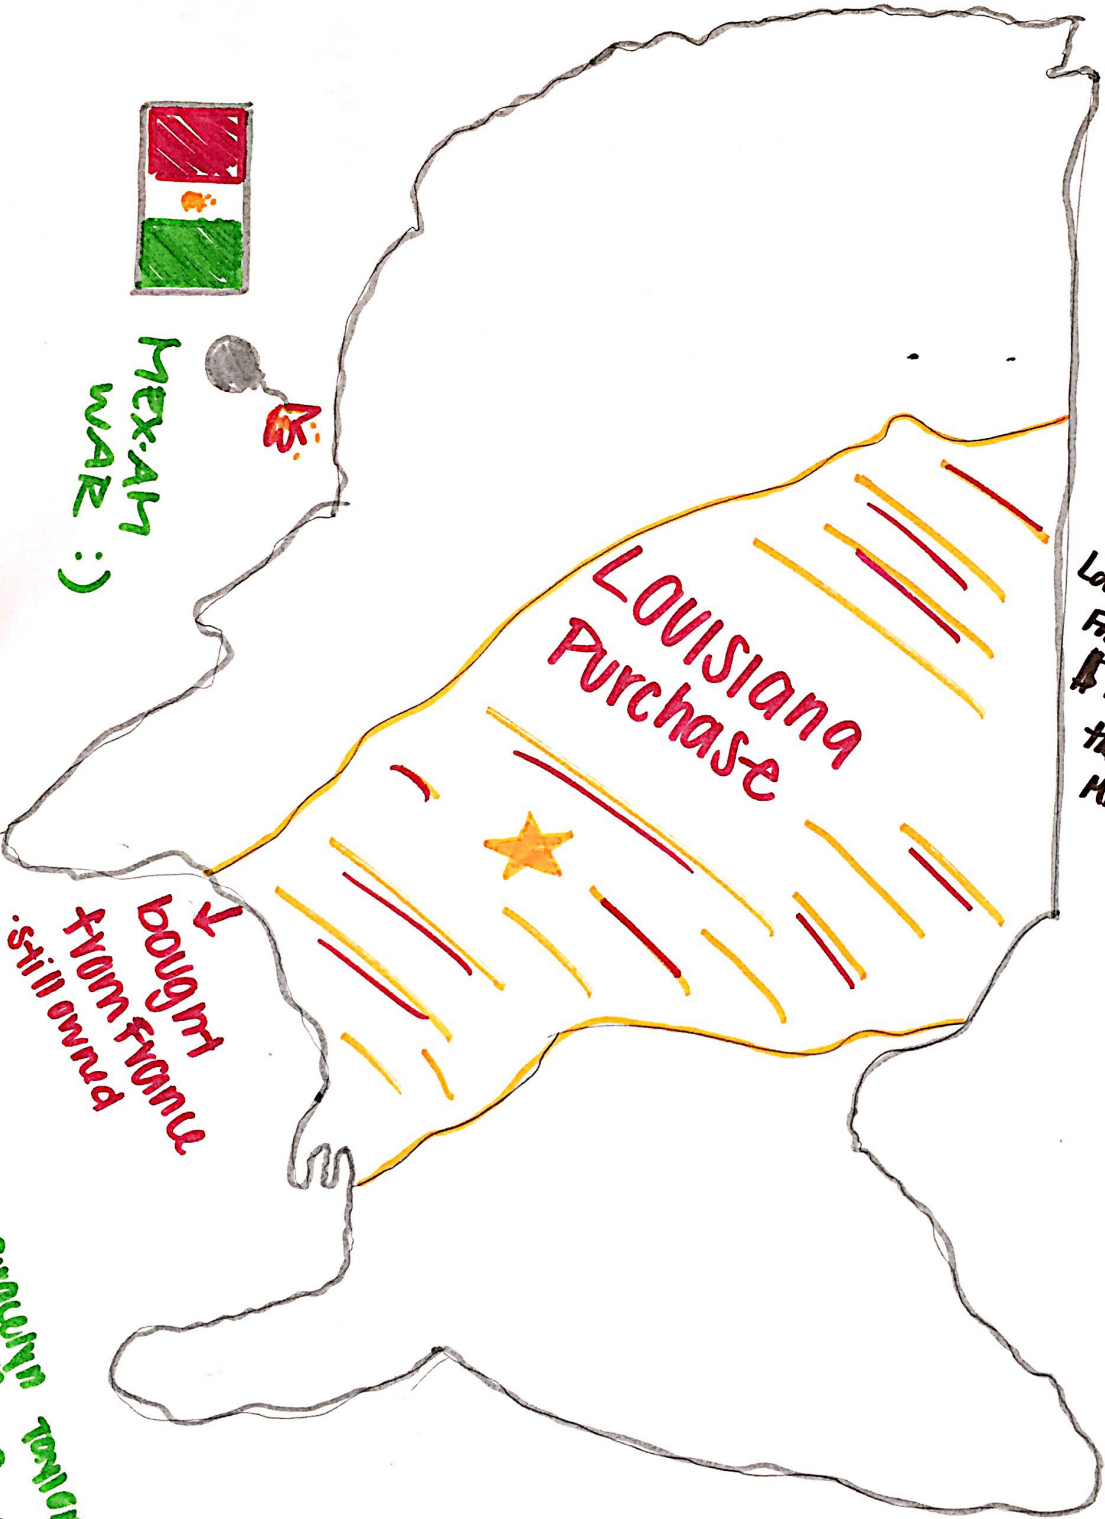 LOUISIana
Purchase
MEX-AM
WAR :)
bought
from France
·still owned